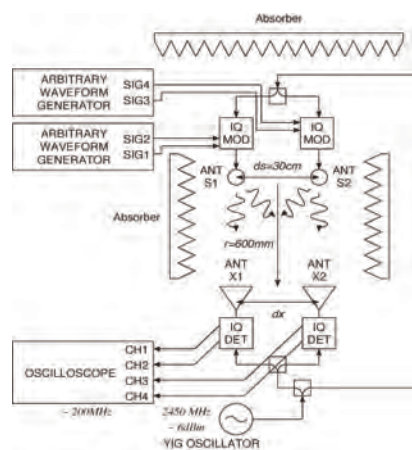 Absorber
ARBITRARY
WAVEFORM
GENERATOR
SIG4
SIG3
ARBITRARY
WAVEFORM
GENERATOR
SIG2
SIG1
IQ
MOD
IQ
MOD
ds=30cm
ANT
S1
ANT
S2
Absorber
r=600mm
ANT
X1
ANT
X2
dx
IQ
DET
IQ
DET
OSCILLOSCOPE
CH1
CH2
CH3
CH4
~ 200MHz
2450 MHz
YIG OSCILLATOR